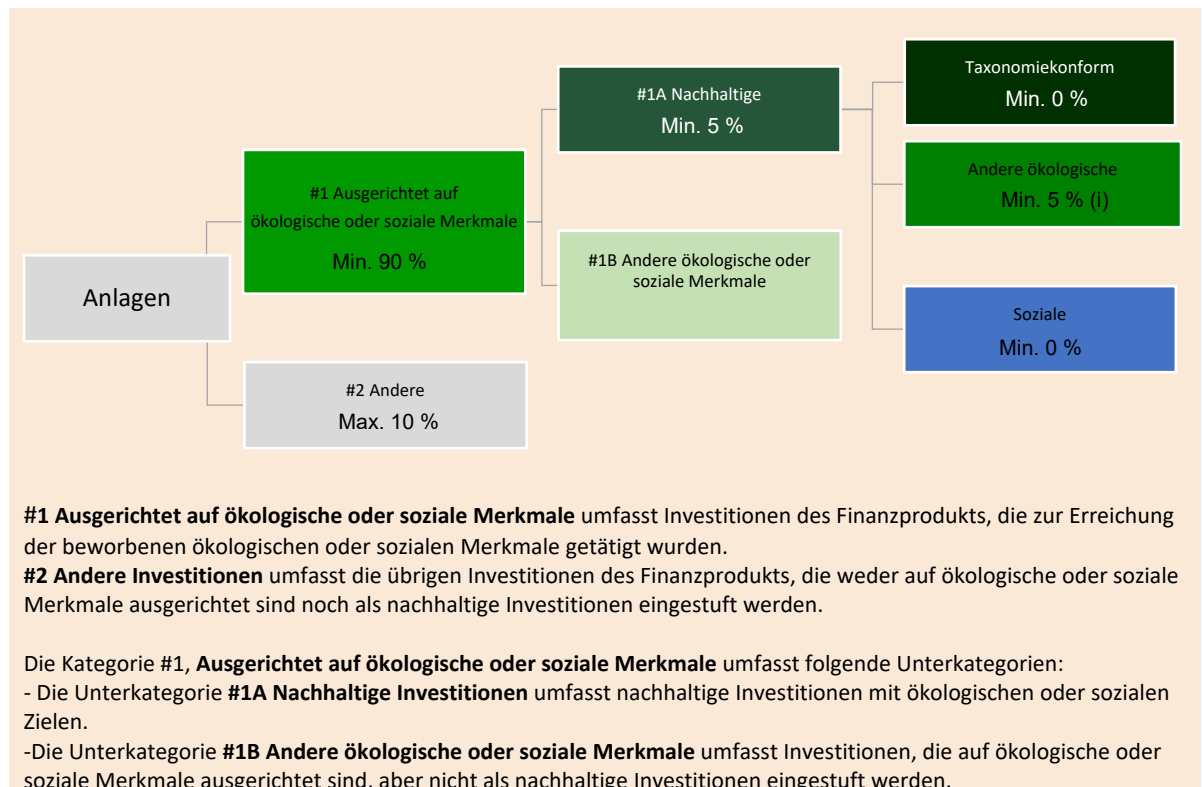 Taxonomiekonform
Min. 0 %
#1A Nachhaltige
Min. 5 %
Andere ökologische
Min. 5 % (i)
#1 Ausgerichtet auf
ökologische oder soziale Merkmale
Min. 90 %
#1B Andere ökologische oder
soziale Merkmale
Anlagen
Soziale
Min. 0 %
#2 Andere
Max. 10 %
#1 Ausgerichtet auf ökologische oder soziale Merkmale umfasst Investitionen des Finanzprodukts, die zur Erreichung
der beworbenen ökologischen oder sozialen Merkmale getätigt wurden.
#2 Andere Investitionen umfasst die übrigen Investitionen des Finanzprodukts, die weder auf ökologische oder soziale
Merkmale ausgerichtet sind noch als nachhaltige Investitionen eingestuft werden.
Die Kategorie #1, Ausgerichtet auf ökologische oder soziale Merkmale umfasst folgende Unterkategorien:
- Die Unterkategorie #1A Nachhaltige Investitionen umfasst nachhaltige Investitionen mit ökologischen oder sozialen
Zielen.
-Die Unterkategorie #1B Andere ökologische oder soziale Merkmale umfasst Investitionen, die auf ökologische oder
soziale Merkmale ausgerichtet sind, aber nicht als nachhaltige Investitionen eingestuft werden.